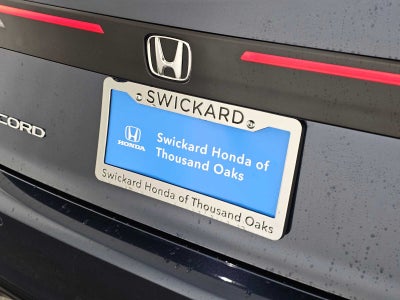 SWICKARD
CORD
HONDA
Swickard Honda of
Thousand Oaks
Swickard Honda of Thousand Oaks